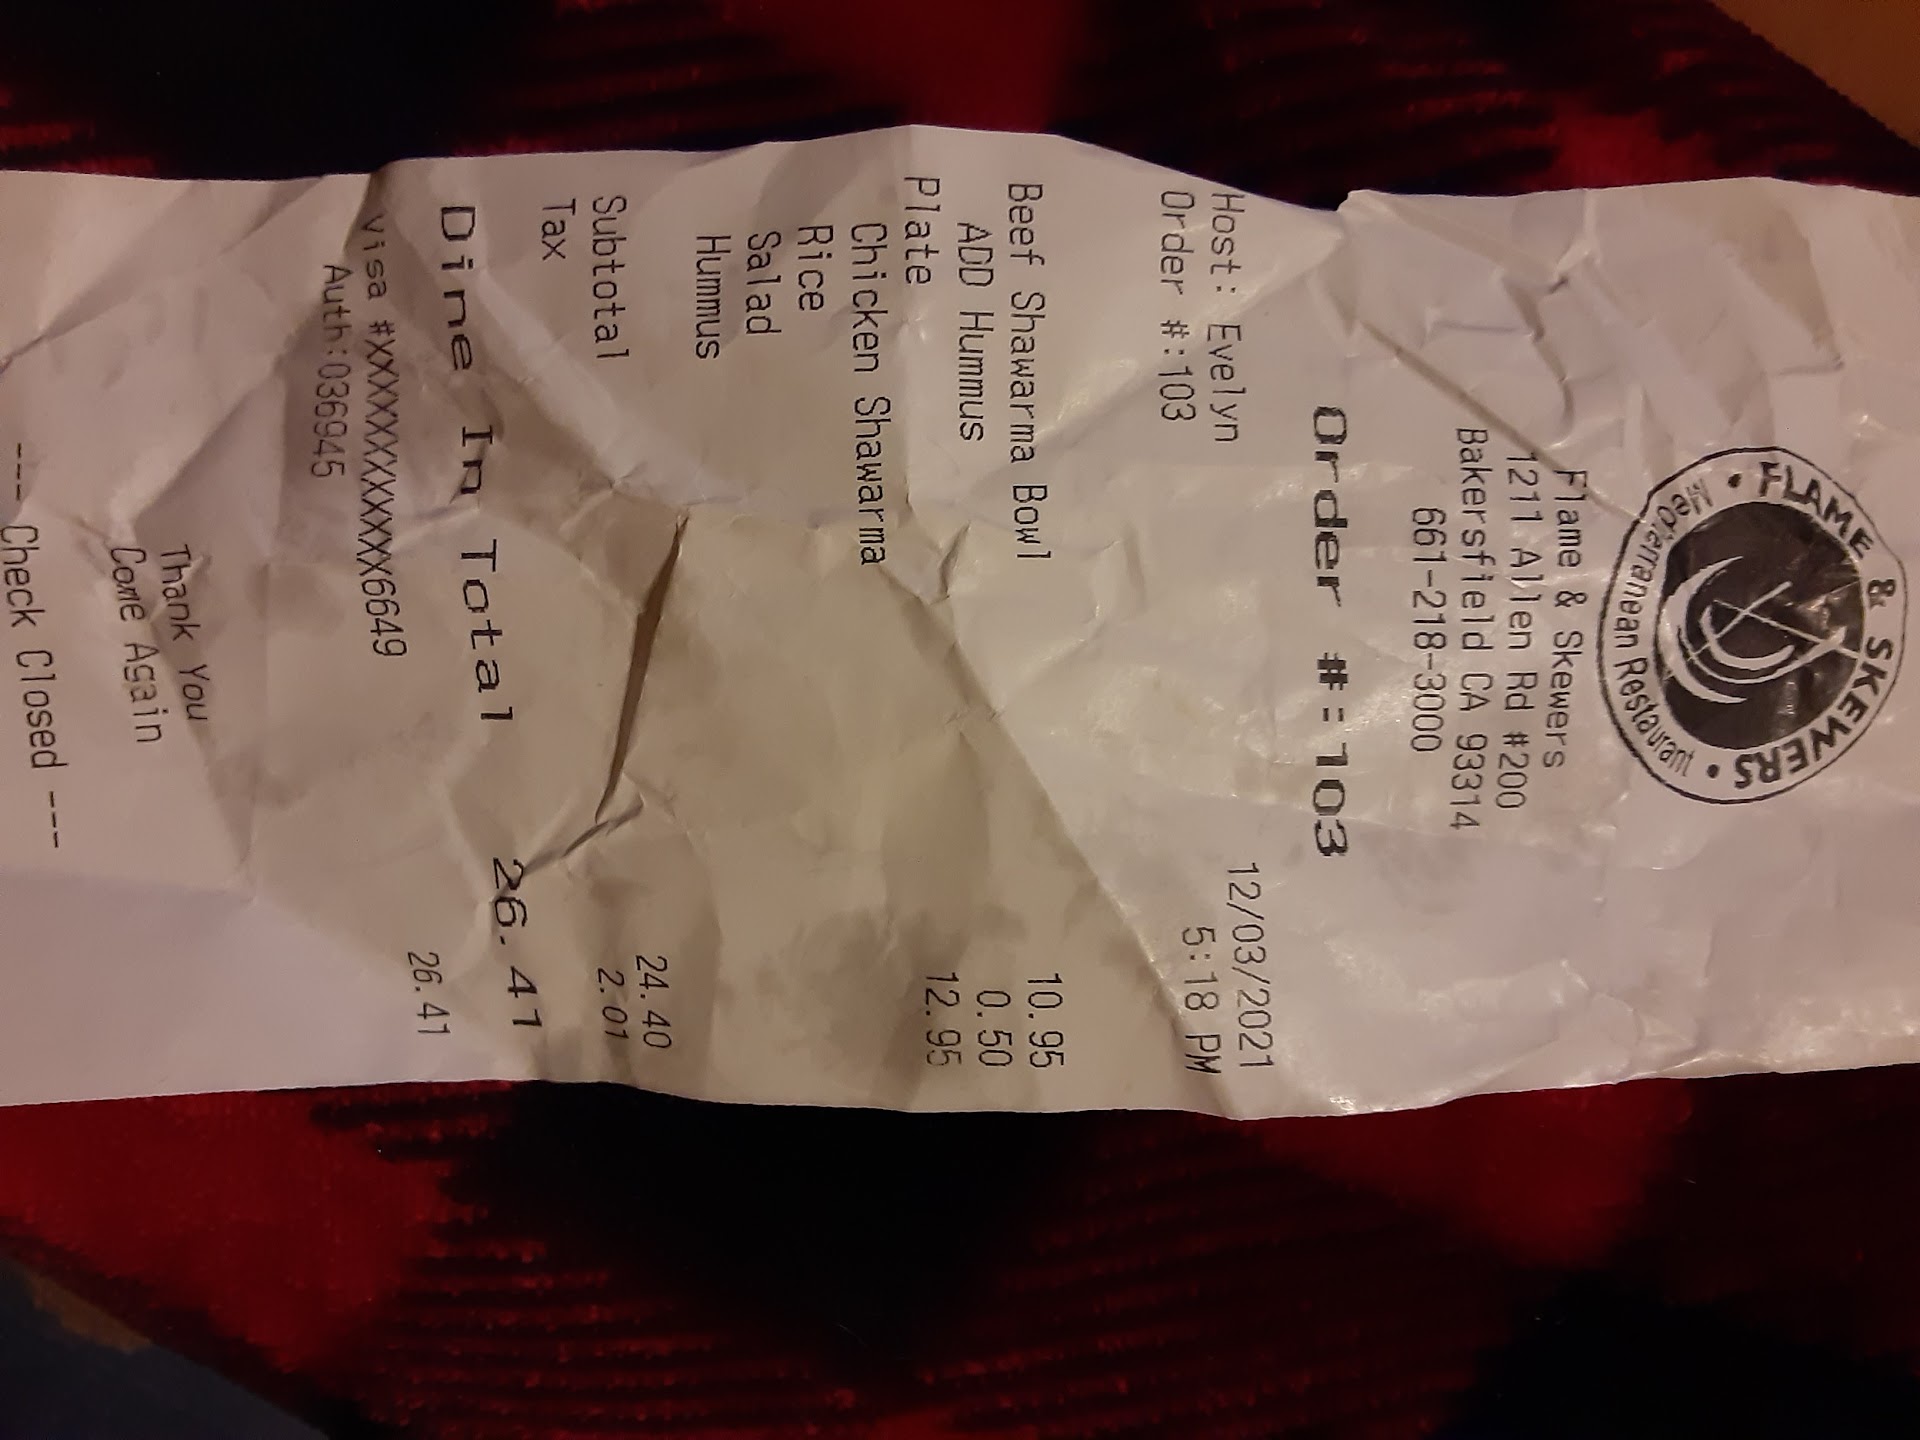 FLAME & SKEWERS
Mediterranean Restaurant
Flame & Skewers
1211 Allen Rd #200
Bakersfield CA 93314
661-218-3000
Order #:103
Host: Evelyn 12/03/2021
Order #:103 5:18 PM
Beef Shawarma Bowl 10.95
ADD Hummus 0.50
Plate 12.95
Chicken Shawarma
Rice
Salad
Hummus
Subtotal 24.40
Tax 2.01
Dine In Total 26.41
Visa #XXXXXXXXXXXX6649 26.41
Auth:036945
Thank You
Come Again
--- Check Closed ---